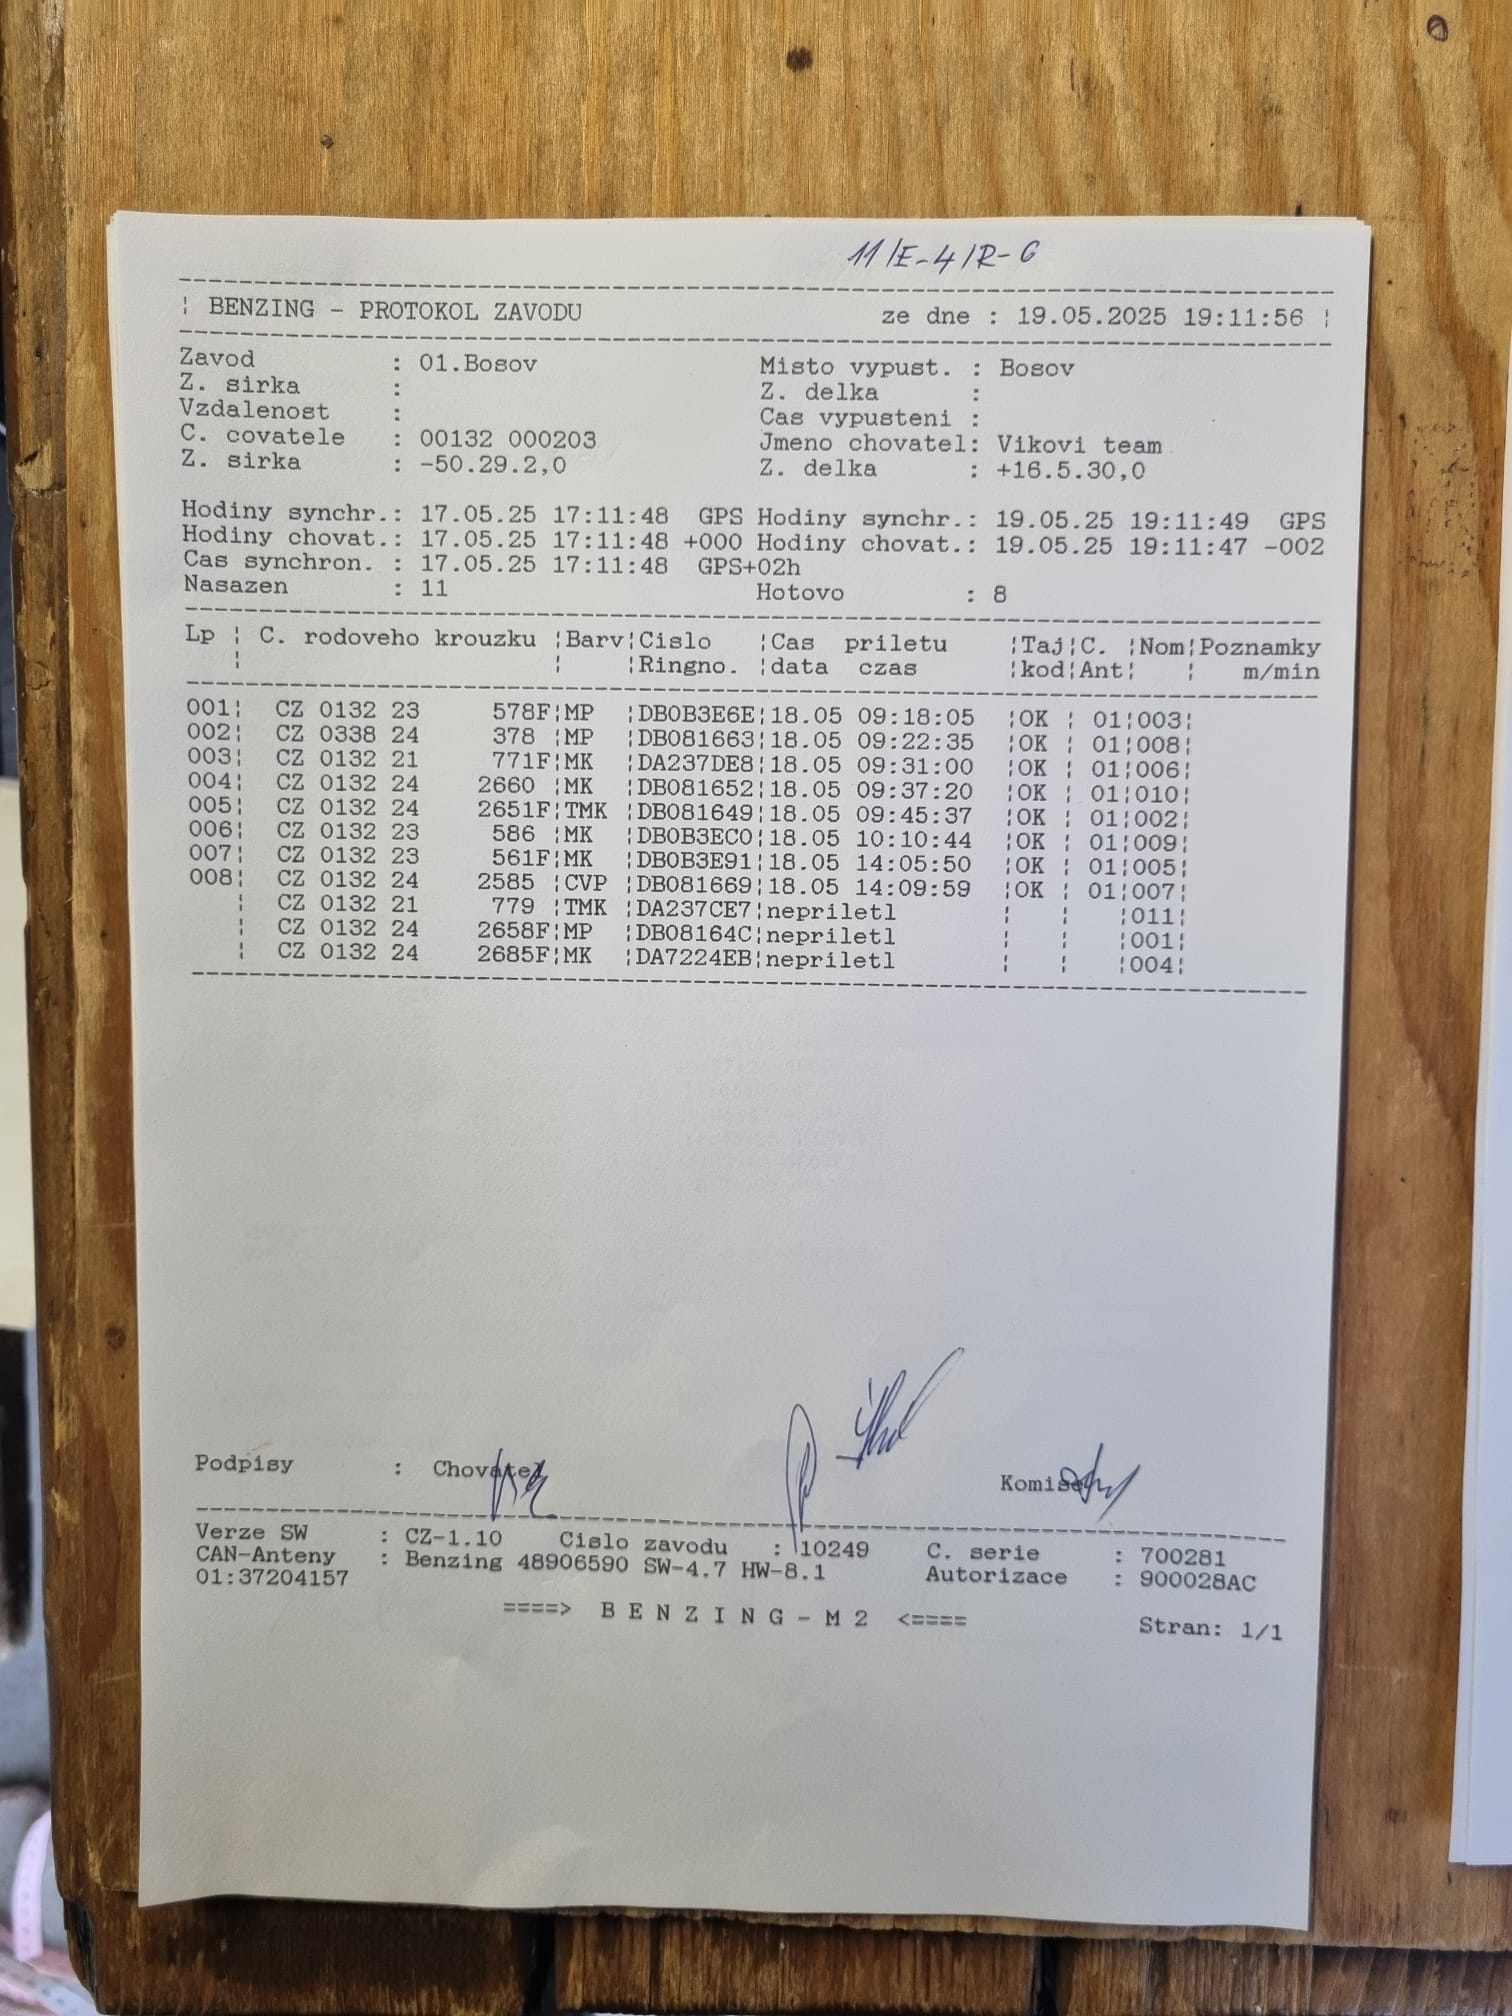 11/E-4/R-6
BENZING - PROTOKOL ZAVODU ze dne : 19.05.2025 19:11:56
Zavod : 01.Bosov Misto vypust. : Bosov
Z. sirka : Z. delka :
Vzdalenost : Cas vypusteni :
C. covatele : 00132 000203 Jmeno chovatel: Vikovi team
Z. sirka : -50.29.2,0 Z. delka : +16.5.30,0
Hodiny synchr.: 17.05.25 17:11:48 GPS Hodiny synchr.: 19.05.25 19:11:49 GPS
Hodiny chovat.: 17.05.25 17:11:48 +000 Hodiny chovat.: 19.05.25 19:11:47 -002
Cas synchron. : 17.05.25 17:11:48 GPS+02h
Nasazen : 11 Hotovo : 8
Lp ¦ C. rodoveho krouzku ¦Barv¦Cislo ¦Cas priletu ¦Taj¦C. ¦Nom¦Poznamky
¦ ¦ ¦Ringno. ¦data czas ¦kod¦Ant¦ ¦ m/min
001¦ CZ 0132 23 578F¦MP ¦DB0B3E6E¦18.05 09:18:05 ¦OK ¦ 01¦003¦
002¦ CZ 0338 24 378 ¦MP ¦DB081663¦18.05 09:22:35 ¦OK ¦ 01¦008¦
003¦ CZ 0132 21 771F¦MK ¦DA237DE8¦18.05 09:31:00 ¦OK ¦ 01¦006¦
004¦ CZ 0132 24 2660 ¦MK ¦DB081652¦18.05 09:37:20 ¦OK ¦ 01¦010¦
005¦ CZ 0132 24 2651F¦TMK ¦DB081649¦18.05 09:45:37 ¦OK ¦ 01¦002¦
006¦ CZ 0132 23 586 ¦MK ¦DB0B3EC0¦18.05 10:10:44 ¦OK ¦ 01¦009¦
007¦ CZ 0132 23 561F¦MK ¦DB0B3E91¦18.05 14:05:50 ¦OK ¦ 01¦005¦
008¦ CZ 0132 24 2585 ¦CVP ¦DB081669¦18.05 14:09:59 ¦OK ¦ 01¦007¦
¦ CZ 0132 21 779 ¦TMK ¦DA237CE7¦nepriletl ¦ ¦ ¦011¦
¦ CZ 0132 24 2658F¦MP ¦DB08164C¦nepriletl ¦ ¦ ¦001¦
¦ CZ 0132 24 2685F¦MK ¦DA7224EB¦nepriletl ¦ ¦ ¦004¦
Podpisy : Chovatel Komise
Verze SW : CZ-1.10 Cislo zavodu : 10249 C. serie : 700281
CAN-Anteny : Benzing 48906590 SW-4.7 HW-8.1 Autorizace : 900028AC
01:37204157
====> B E N Z I N G - M 2 <====
Stran: 1/1